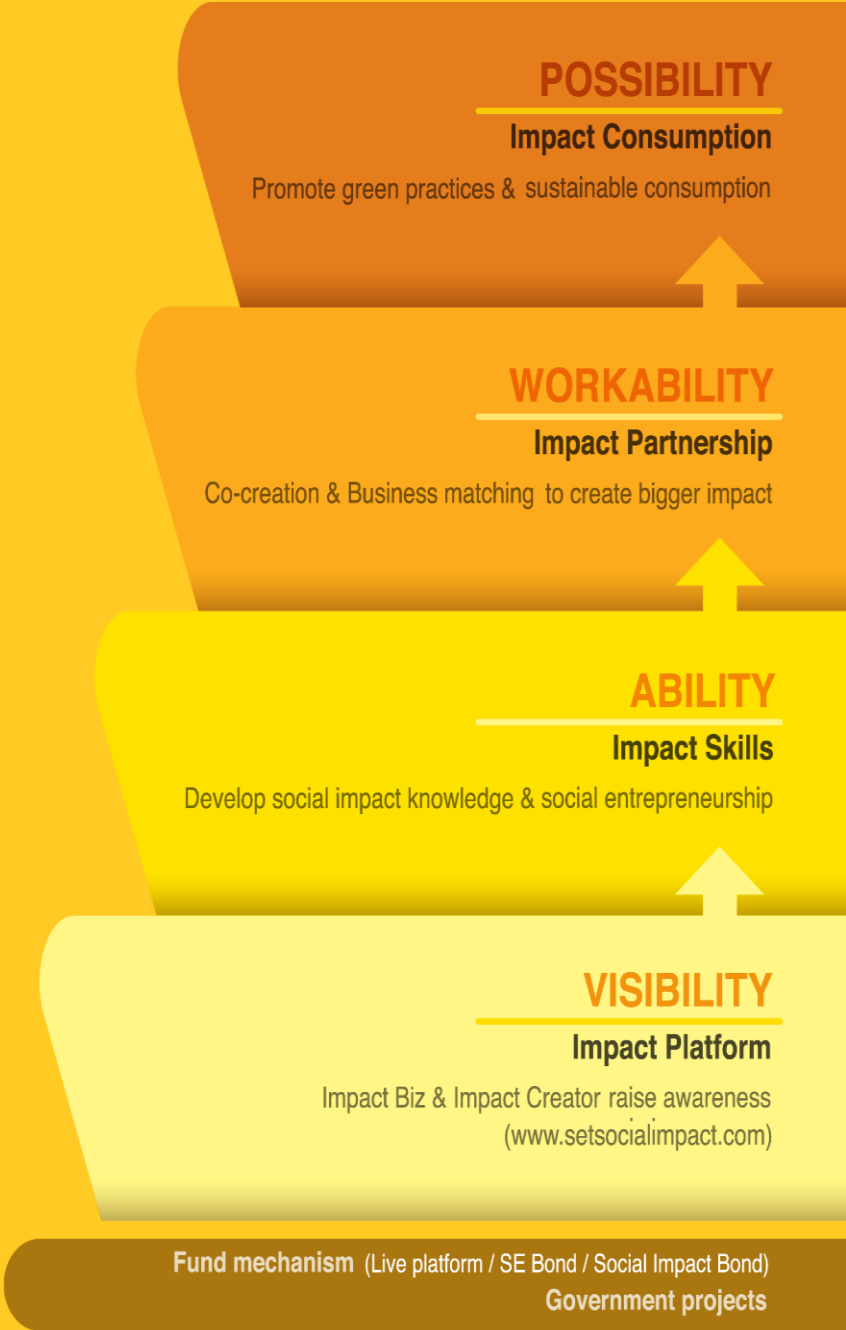 POSSIBILITY
Impact Consumption
Promote green practices & sustainable consumption
WORKABILITY
Impact Partnership
Co-creation & Business matching to create bigger impact
ABILITY
Impact Skills
Develop social impact knowledge & social entrepreneurship
VISIBILITY
Impact Platform
Impact Biz & Impact Creator raise awareness
(www.setsocialimpact.com)
Fund mechanism (Live platform / SE Bond / Social Impact Bond)
Government projects